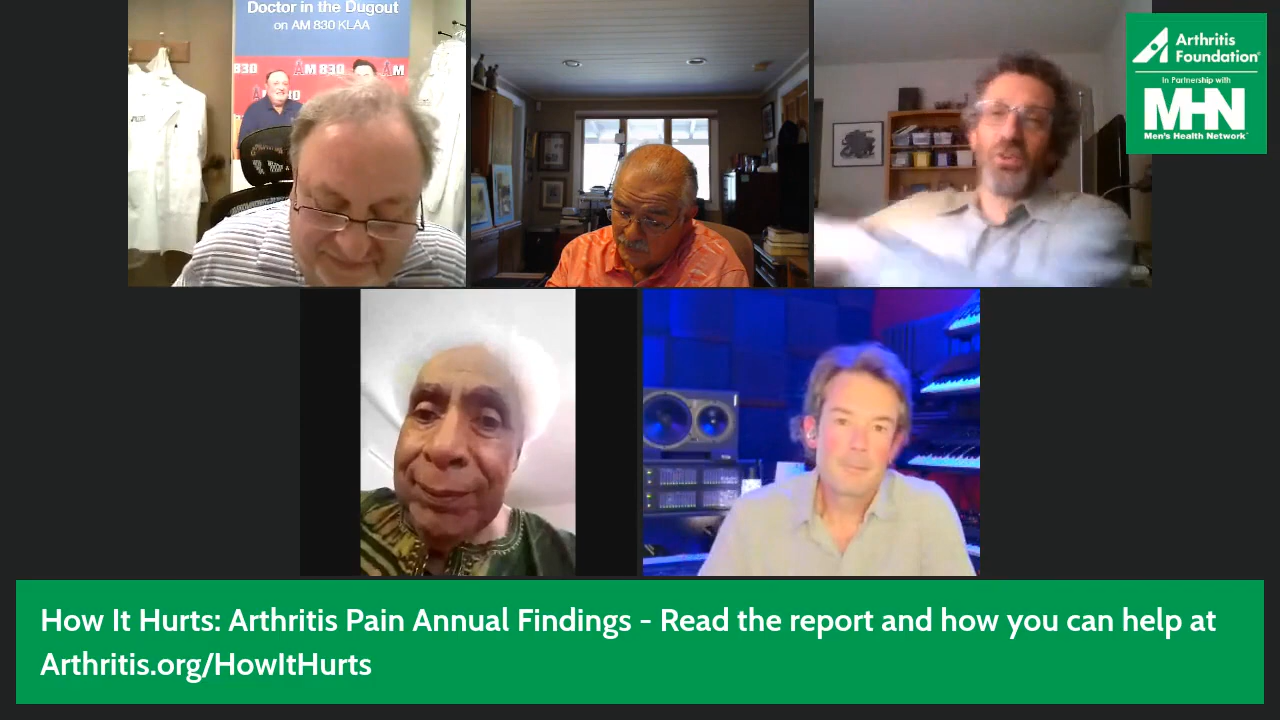 Doctor in the Dugout
on AM 830 KLAA
830
AM 830
AM
Arthritis
Foundation®
In Partnership with
MHN
Men's Health Network
How It Hurts: Arthritis Pain Annual Findings - Read the report and how you can help at
Arthritis.org/HowItHurts